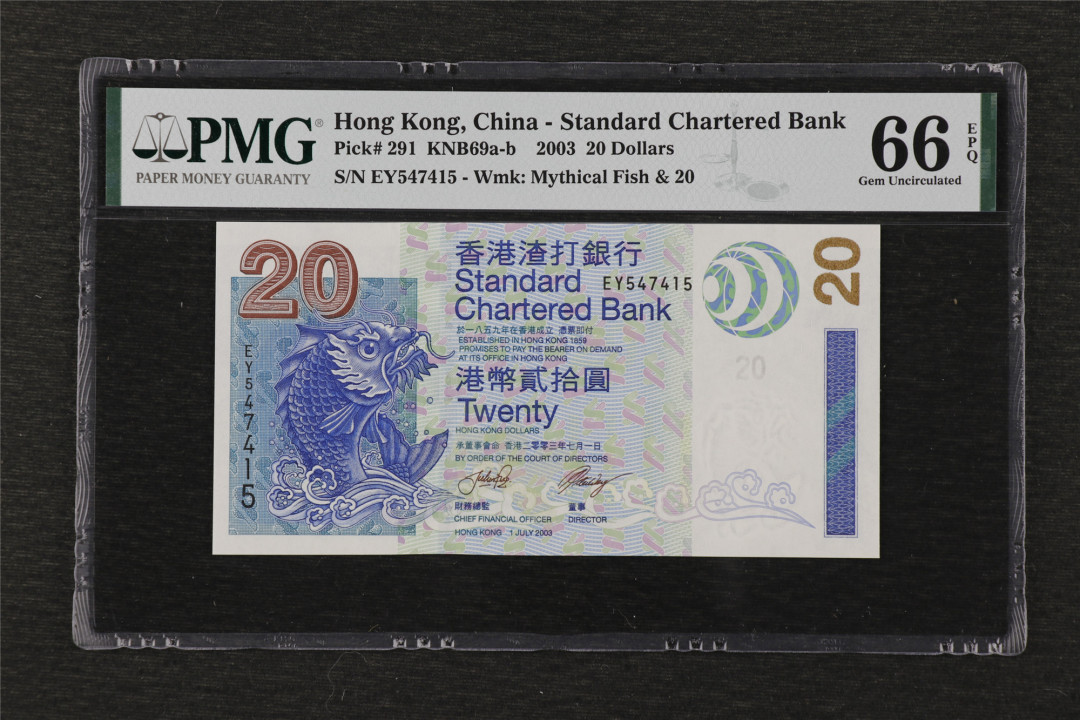 PMG®
PAPER MONEY GUARANTY
Hong Kong, China - Standard Chartered Bank
Pick# 291 KNB69a-b 2003 20 Dollars
S/N EY547415 - Wmk: Mythical Fish & 20
66
EPQ
Gem Uncirculated
20
香港渣打銀行
Standard
EY547415
Chartered Bank
於一八五九年在香港成立 憑票即付
ESTABLISHED IN HONG KONG 1859
PROMISES TO PAY THE BEARER ON DEMAND
AT ITS OFFICE IN HONG KONG
港幣貳拾圓
Twenty
HONG KONG DOLLARS
承董事會命 香港二零零三年七月一日
BY ORDER OF THE COURT OF DIRECTORS
財務總監 董事
CHIEF FINANCIAL OFFICER DIRECTOR
HONG KONG 1 JULY 2003
EY547415
20
20